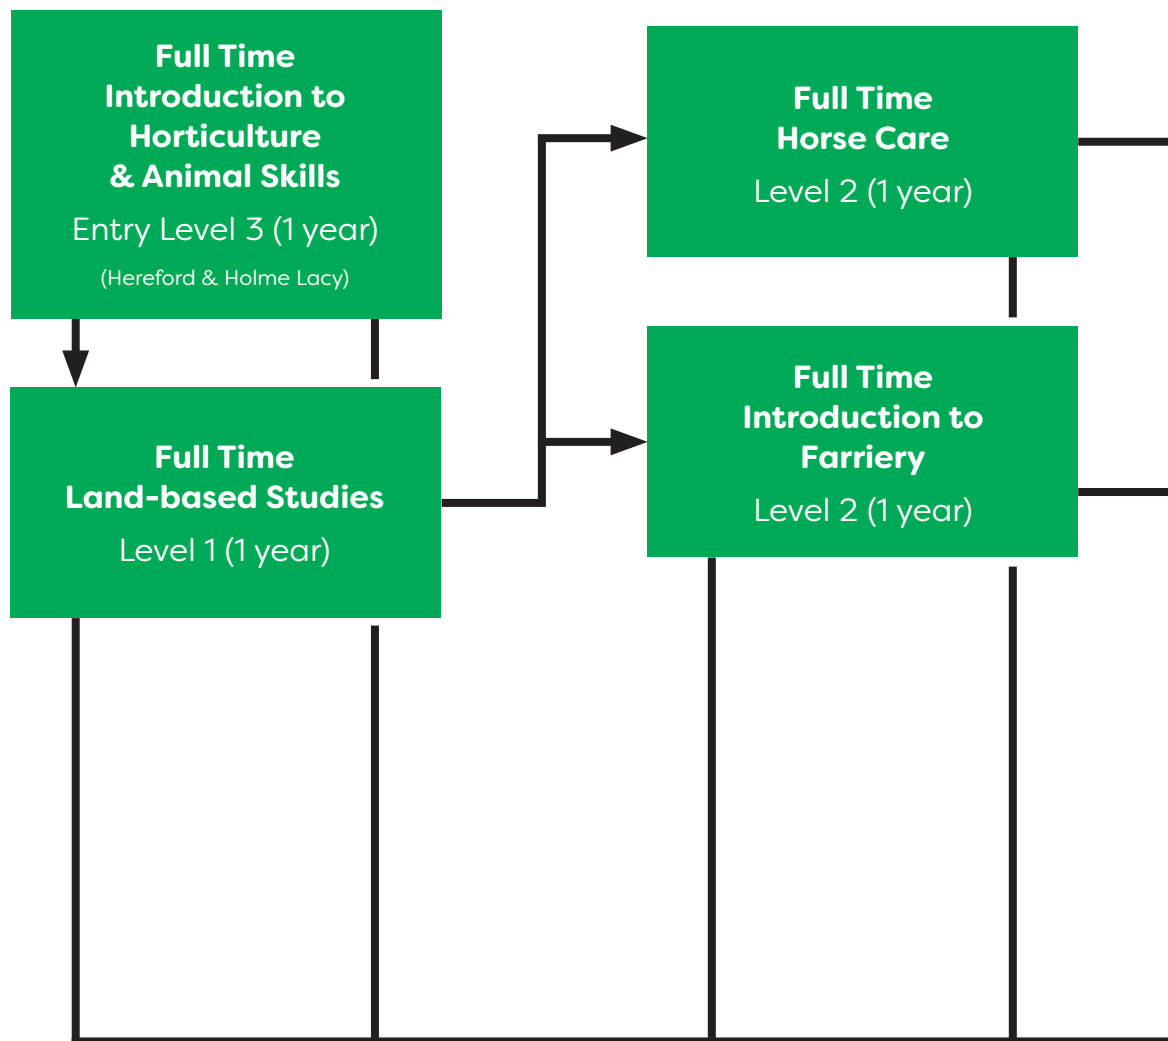 Full Time
Introduction to
Horticulture
& Animal Skills
Entry Level 3 (1 year)
(Hereford & Holme Lacy)
Full Time
Land-based Studies
Level 1 (1 year)
Full Time
Horse Care
Level 2 (1 year)
Full Time
Introduction to
Farriery
Level 2 (1 year)